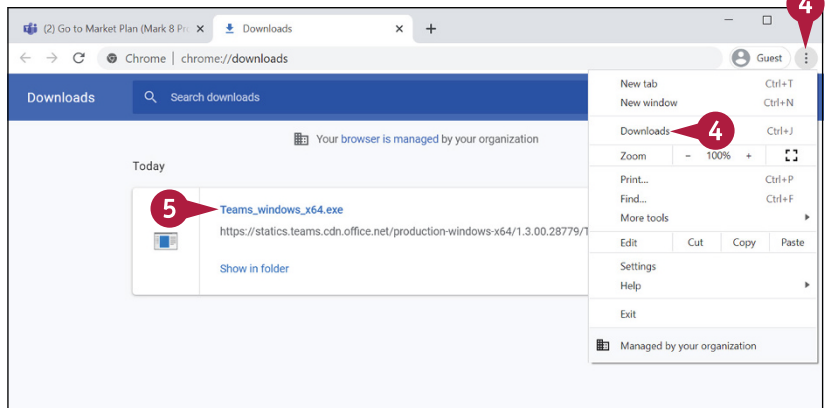 4
(2) Go to Market Plan (Mark 8 Pr
Downloads
Chrome | chrome://downloads
Guest
Downloads
Search downloads
Your browser is managed by your organization
Today
5
Teams_windows_x64.exe
https://statics.teams.cdn.office.net/production-windows-x64/1.3.00.28779/T
Show in folder
New tab Ctrl+T
New window Ctrl+N
Downloads 4 Ctrl+J
Zoom - 100% +
Print... Ctrl+P
Find... Ctrl+F
More tools
Edit Cut Copy Paste
Settings
Help
Exit
Managed by your organization